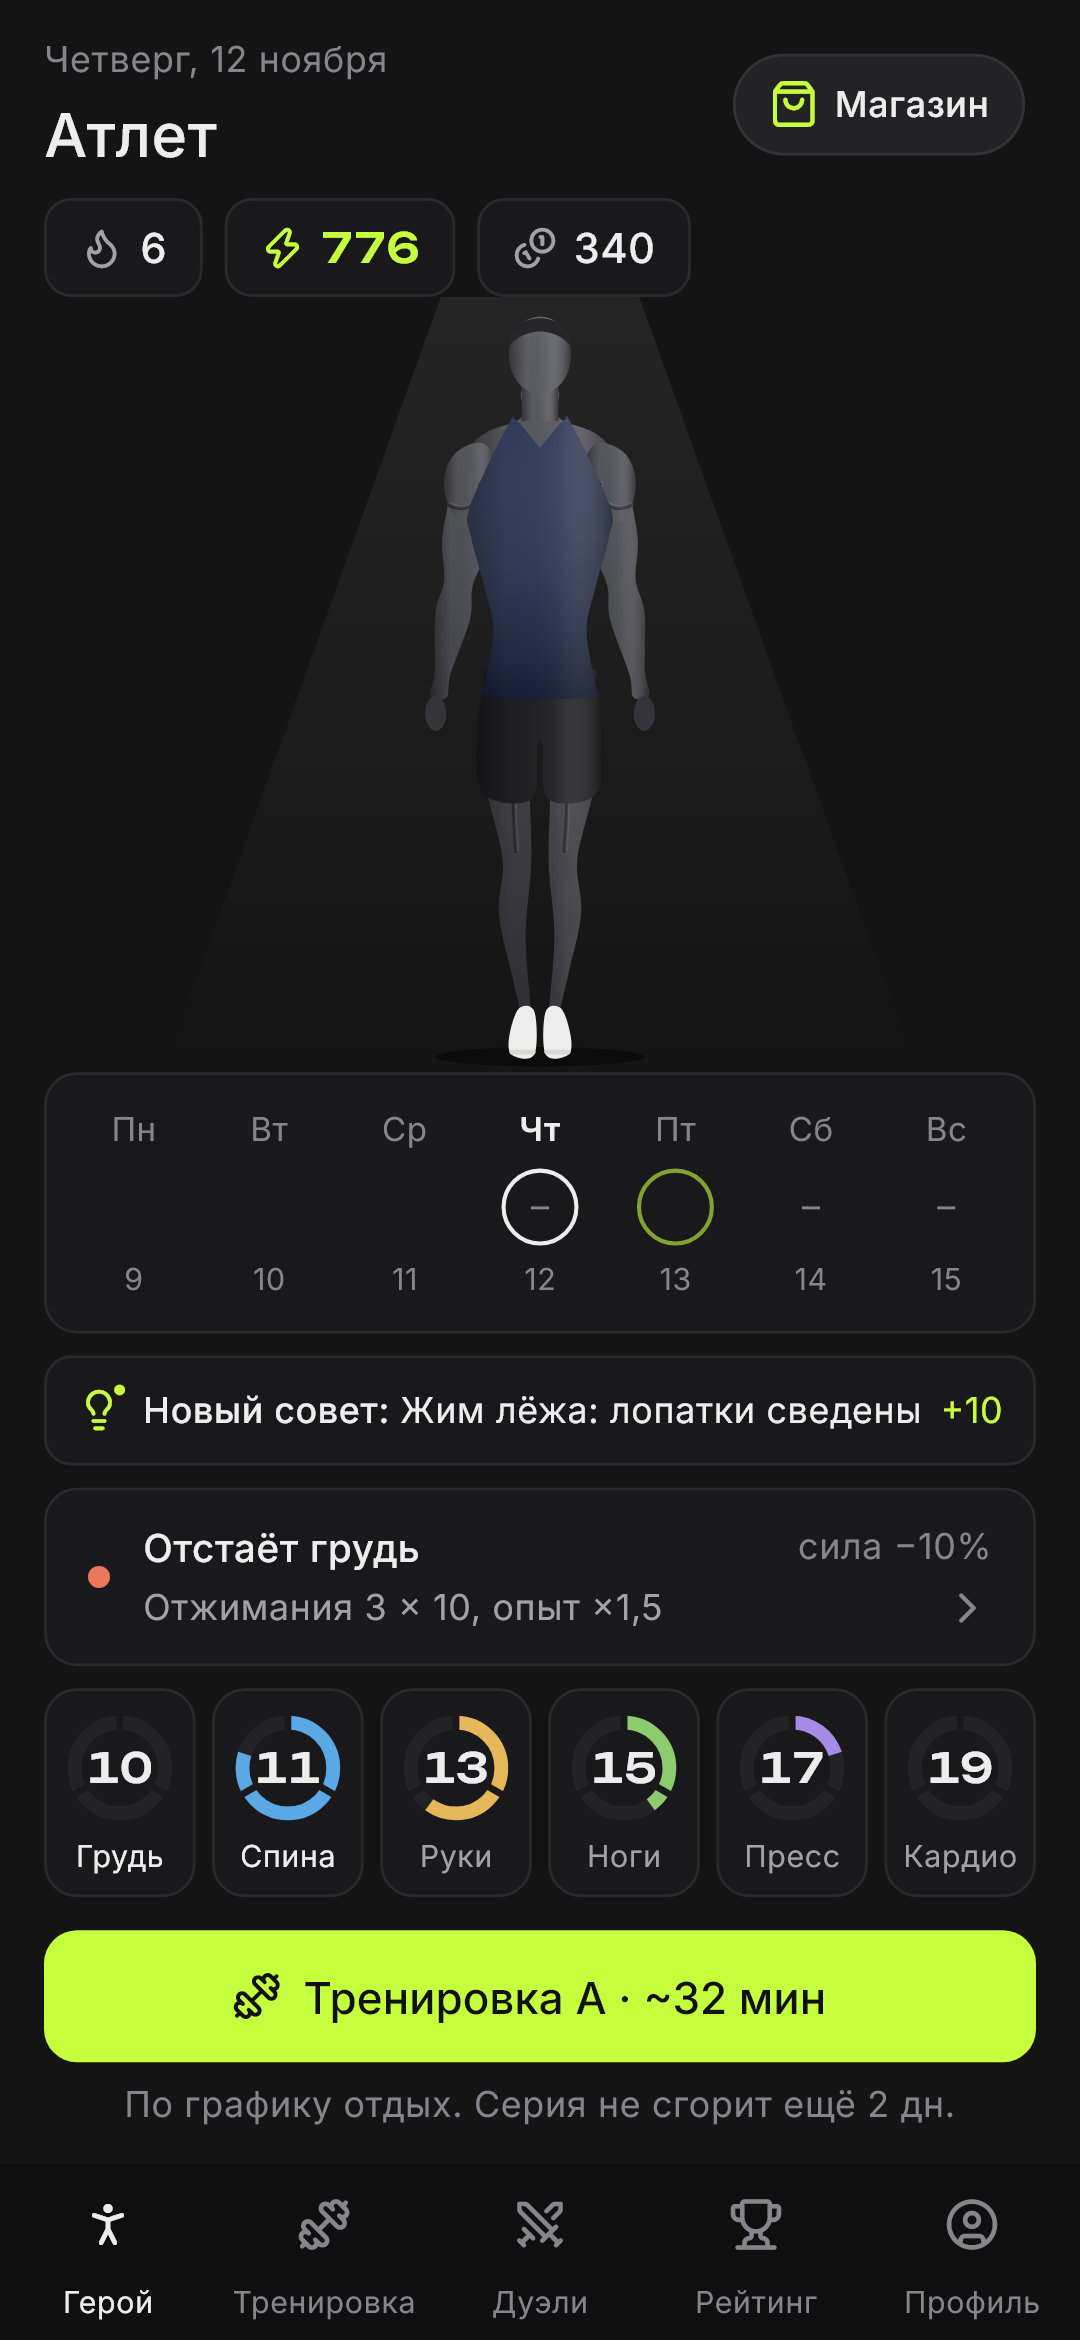 Четверг, 12 ноября
Атлет
Магазин
6
776
340
Пн Вт Ср Чт Пт Сб Вс
– – –
9 10 11 12 13 14 15
Новый совет: Жим лёжа: лопатки сведены +10
Отстаёт грудь сила −10%
Отжимания 3 × 10, опыт ×1,5
10 11 13 15 17 19
Грудь Спина Руки Ноги Пресс Кардио
Тренировка А · ~32 мин
По графику отдых. Серия не сгорит ещё 2 дн.
Герой Тренировка Дуэли Рейтинг Профиль